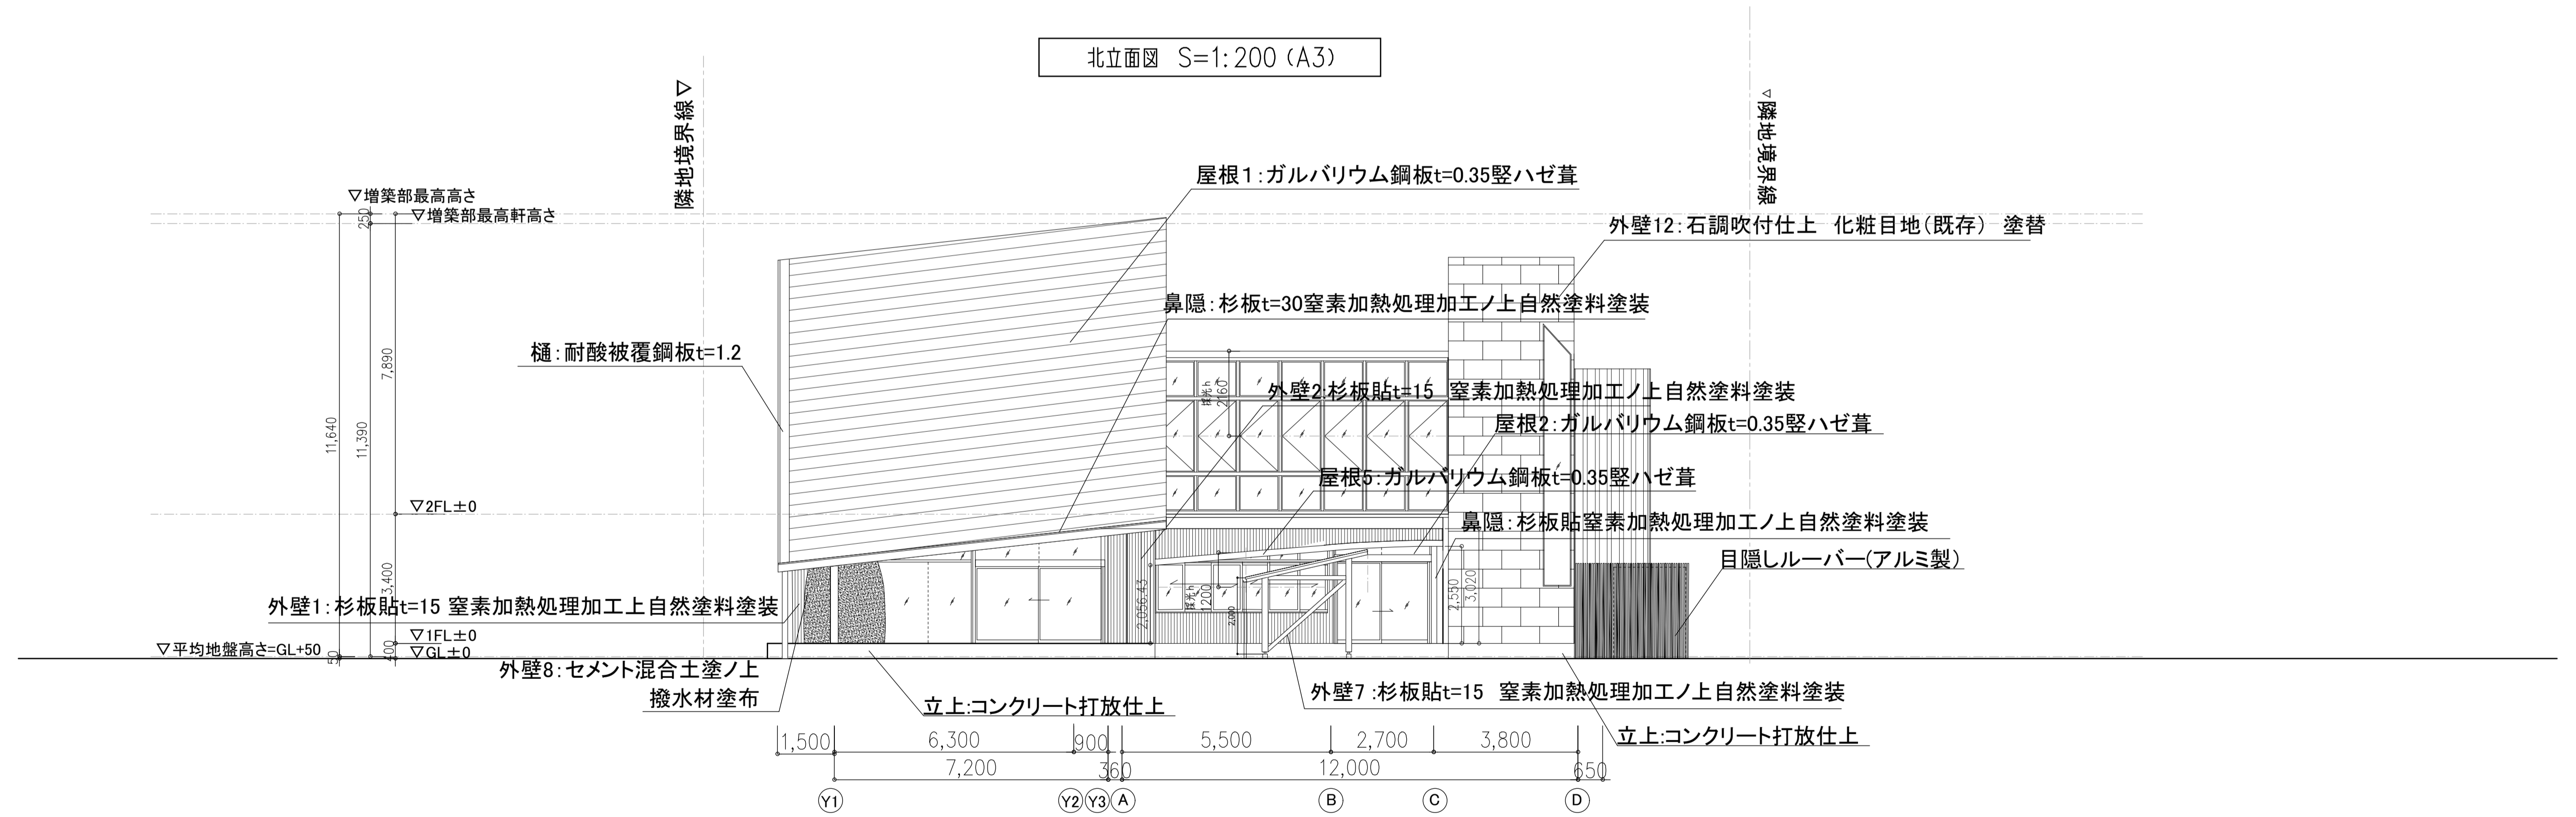 北立面図 S=1:200 (A3)
隣地境界線▽
▽隣地境界線
▽増築部最高高さ
▽増築部最高軒高さ
250
屋根1:ガルバリウム鋼板t=0.35竪ハゼ葺
外壁12:石調吹付仕上 化粧目地(既存) 塗替
鼻隠:杉板t=30窒素加熱処理加工ノ上自然塗料塗装
樋:耐酸被覆鋼板t=1.2
7,890
11,640
11,390
採光h
2160
外壁2:杉板貼t=15 窒素加熱処理加工ノ上自然塗料塗装
屋根2:ガルバリウム鋼板t=0.35竪ハゼ葺
屋根5:ガルバリウム鋼板t=0.35竪ハゼ葺
▽2FL±0
鼻隠:杉板貼窒素加熱処理加工ノ上自然塗料塗装
目隠しルーバー(アルミ製)
3,400
外壁1:杉板貼t=15 窒素加熱処理加工上自然塗料塗装
2,056.43
採光h
1200
2,000
2,550
3,020
▽1FL±0
▽平均地盤高さ=GL+50
50
400
▽GL±0
外壁8:セメント混合土塗ノ上
撥水材塗布
立上:コンクリート打放仕上
外壁7:杉板貼t=15 窒素加熱処理加工ノ上自然塗料塗装
立上:コンクリート打放仕上
1,500 6,300 900 5,500 2,700 3,800
7,200 360 12,000 650
Y1 Y2 Y3 A B C D